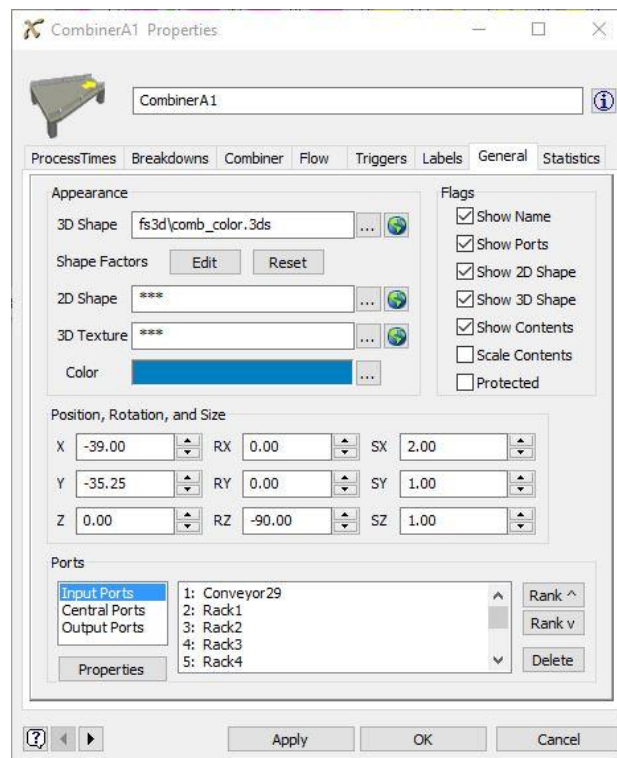 CombinerA1 Properties
CombinerA1
ProcessTimes Breakdowns Combiner Flow Triggers Labels General Statistics
Appearance
3D Shape fs3d\comb_color.3ds ...
Shape Factors Edit Reset
2D Shape *** ...
3D Texture *** ...
Color ...
Flags
Show Name
Show Ports
Show 2D Shape
Show 3D Shape
Show Contents
Scale Contents
Protected
Position, Rotation, and Size
X -39.00 RX 0.00 SX 2.00
Y -35.25 RY 0.00 SY 1.00
Z 0.00 RZ -90.00 SZ 1.00
Ports
Input Ports
Central Ports
Output Ports
Properties
1: Conveyor29
2: Rack1
3: Rack2
4: Rack3
5: Rack4
Rank ^
Rank v
Delete
Apply OK Cancel